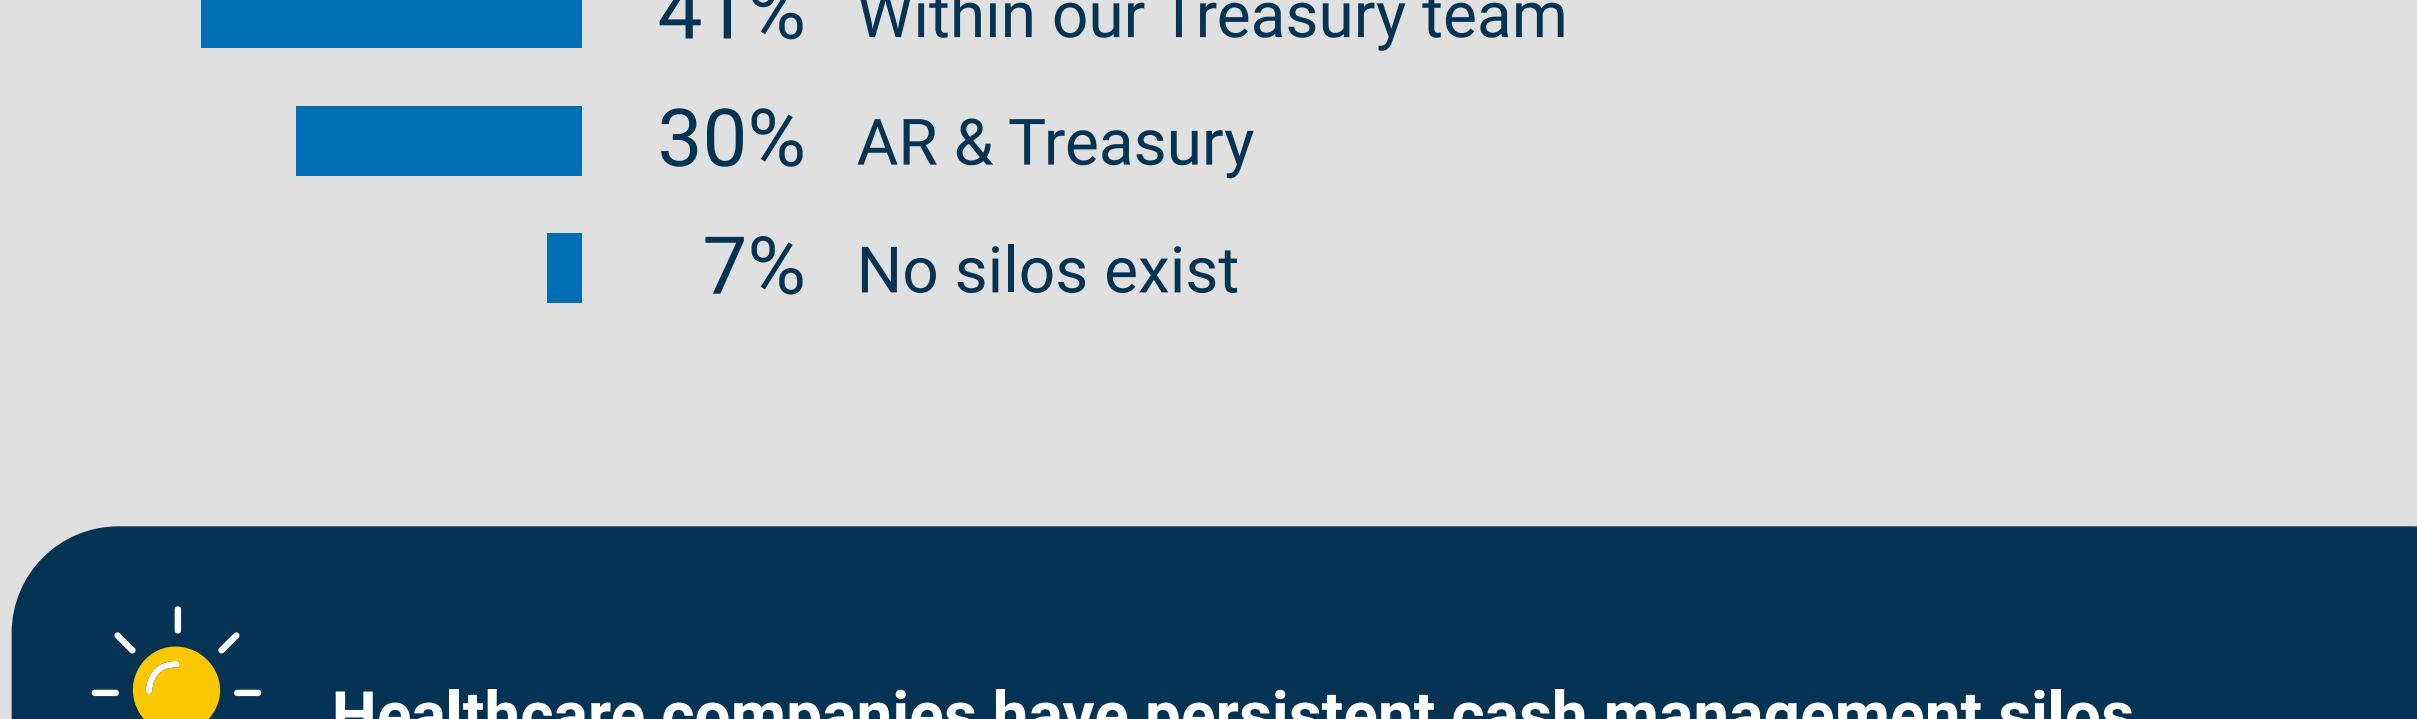 41% Within our Treasury team
30% AR & Treasury
7% No silos exist
Healthcare companies have persistent cash management silos